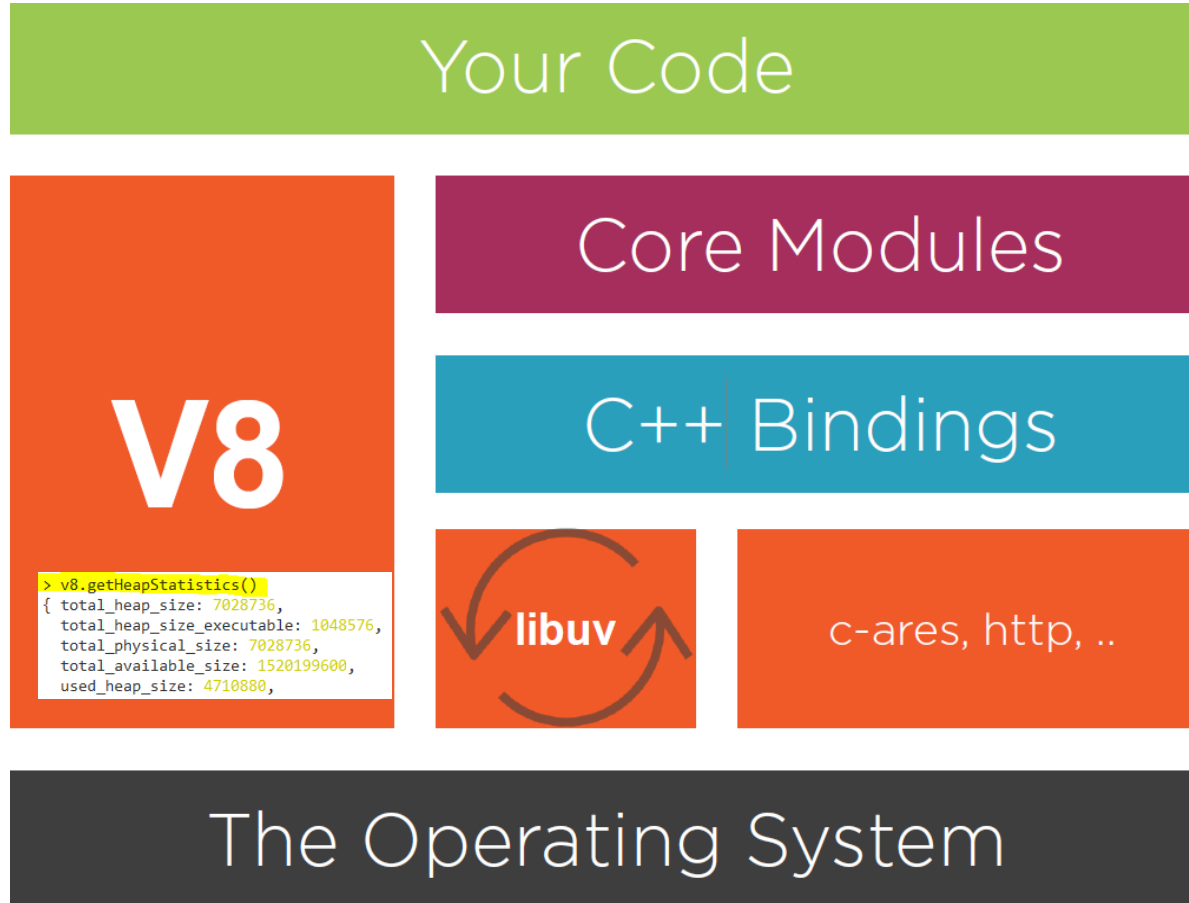 Your Code
Core Modules
C++ Bindings
V8
> v8.getHeapStatistics()
{ total_heap_size: 7028736,
total_heap_size_executable: 1048576,
total_physical_size: 7028736,
total_available_size: 1520199600,
used_heap_size: 4710880,
libuv
c-ares, http, ..
The Operating System